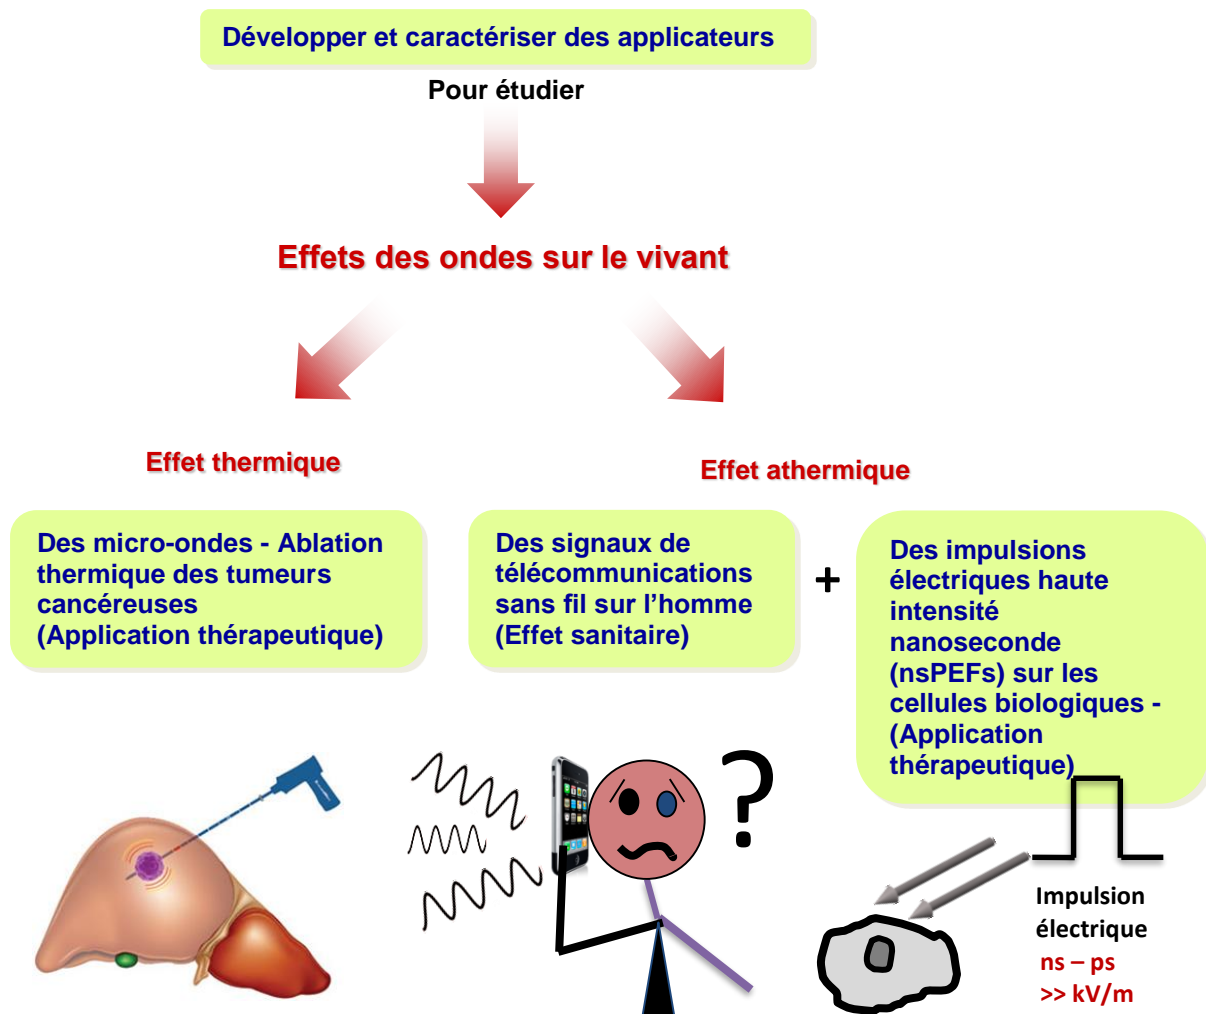 Développer et caractériser des applicateurs
Pour étudier
Effets des ondes sur le vivant
Effet thermique
Effet athermique
Des micro-ondes - Ablation
thermique des tumeurs
cancéreuses
(Application thérapeutique)
Des signaux de
télécommunications
sans fil sur l’homme
(Effet sanitaire)
+
Des impulsions
électriques haute
intensité
nanoseconde
(nsPEFs) sur les
cellules biologiques -
(Application
thérapeutique)
?
Impulsion
électrique
ns – ps
>> kV/m